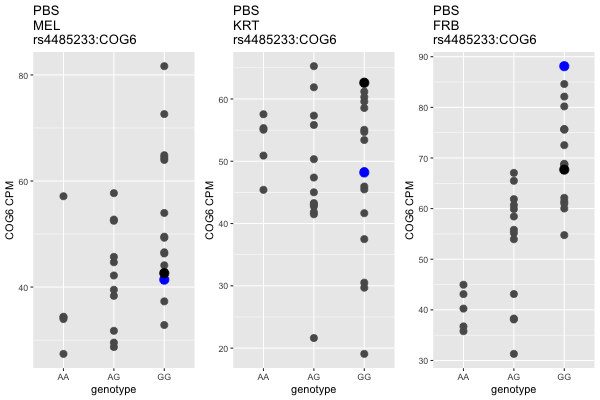 PBS
MEL
rs4485233:COG6
80
60
40
COG6 CPM
AA
AG
GG
genotype
PBS
KRT
rs4485233:COG6
60
50
40
30
20
COG6 CPM
AA
AG
GG
genotype
PBS
FRB
rs4485233:COG6
90
80
70
60
50
40
30
COG6 CPM
AA
AG
GG
genotype